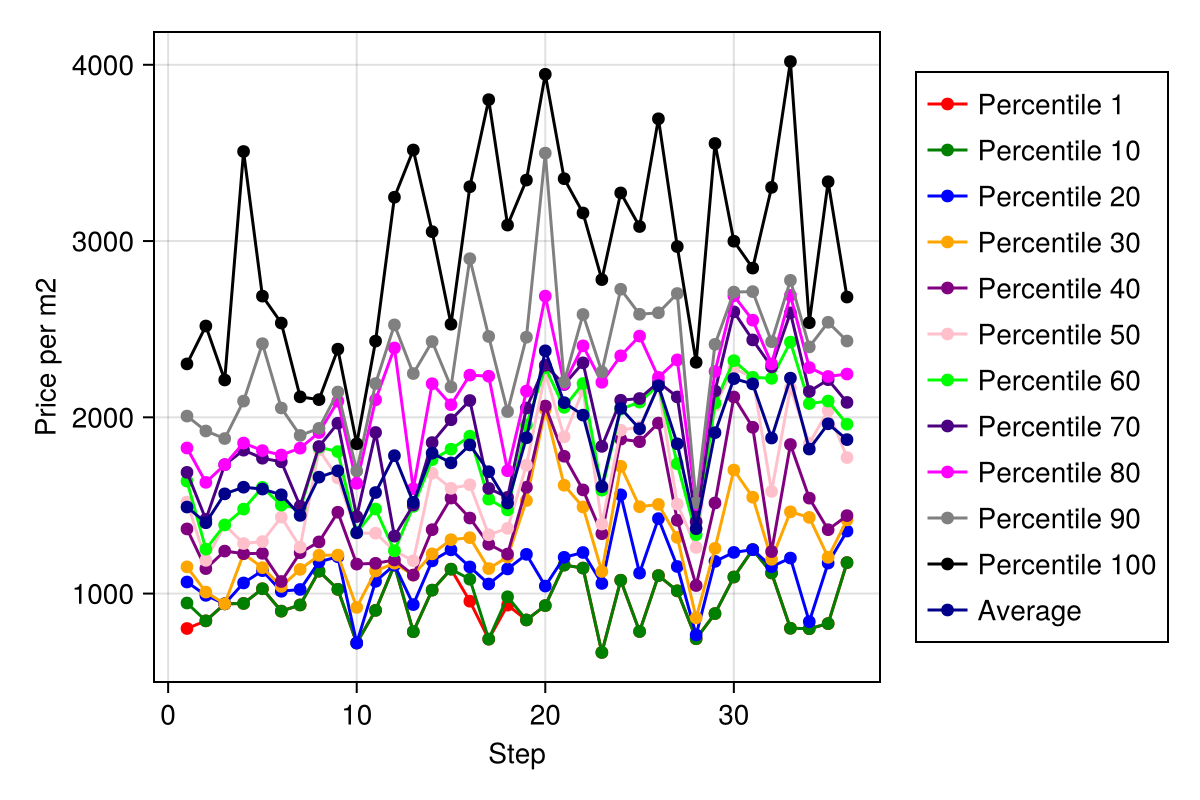 4000
3000
2000
1000
Price per m2
0
10
20
30
Step
Percentile 1
Percentile 10
Percentile 20
Percentile 30
Percentile 40
Percentile 50
Percentile 60
Percentile 70
Percentile 80
Percentile 90
Percentile 100
Average